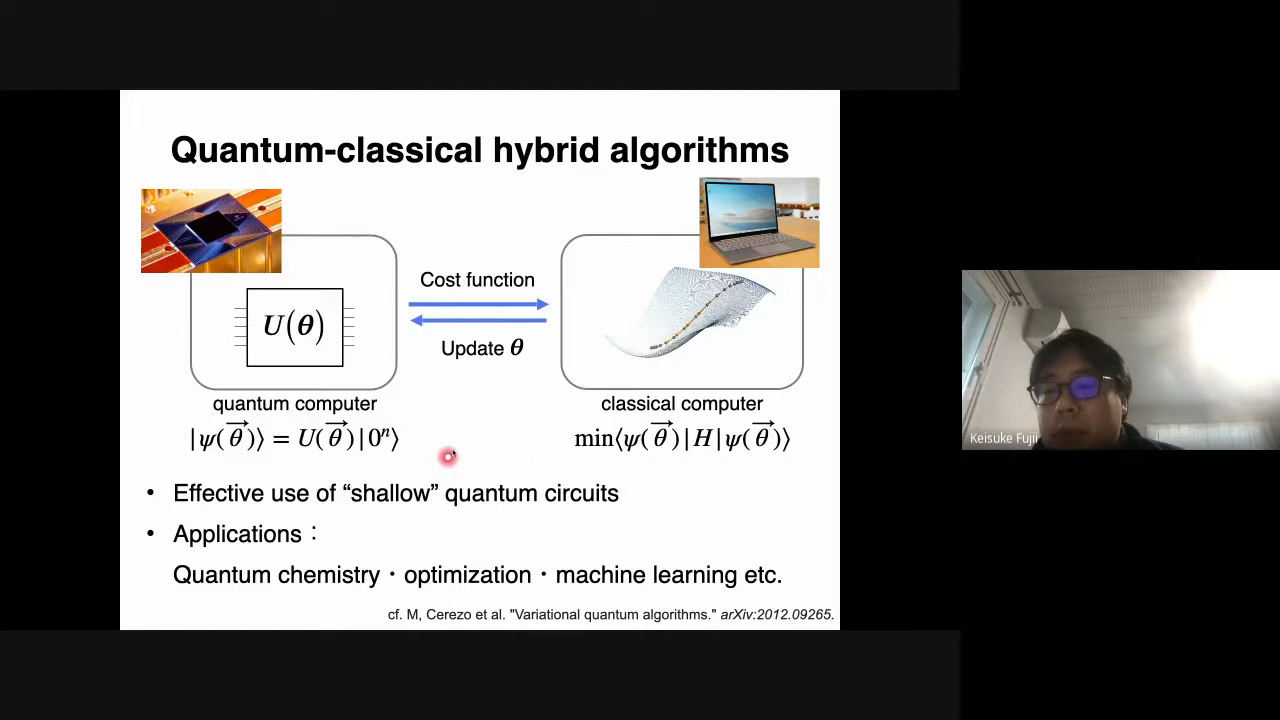 Quantum-classical hybrid algorithms
Cost function
U(θ)
Update θ
quantum computer
classical computer
|ψ(θ⃗)⟩ = U(θ⃗)|0ⁿ⟩
min⟨ψ(θ⃗)|H|ψ(θ⃗)⟩
• Effective use of “shallow” quantum circuits
• Applications：
Quantum chemistry・optimization・machine learning etc.
cf. M, Cerezo et al. "Variational quantum algorithms." arXiv:2012.09265.
Keisuke Fujii